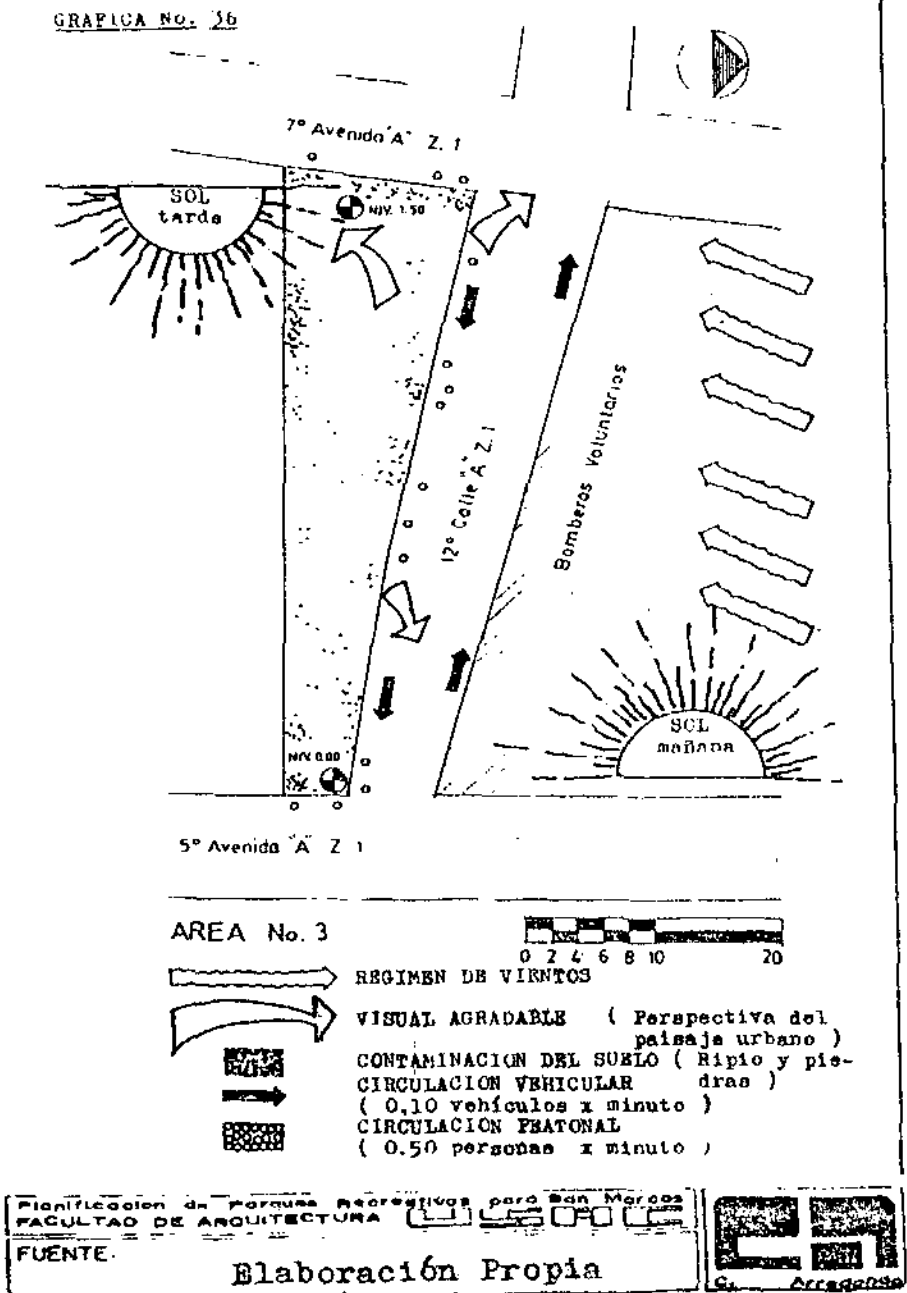 GRAFICA No. 36
7° Avenida "A" Z. 1
SOL
tarde
NIV. 1.50
12° Calle "A" Z. 1
Bomberos Voluntarios
SOL
mañana
NIV. 0.00
5° Avenida "A" Z 1
AREA No. 3
0 2 4 6 8 10 20
REGIMEN DE VIENTOS
VISUAL AGRADABLE ( Perspectiva del
paisaje urbano )
CONTAMINACION DEL SUELO ( Ripio y pie-
CIRCULACION VEHICULAR dras )
( 0.10 vehículos x minuto )
CIRCULACION PEATONAL
( 0.50 personas x minuto )
Planificacion de Parques Recreativos para San Marcos
FACULTAD DE ARQUITECTURA
FUENTE.
Elaboración Propia
C. Arredondo